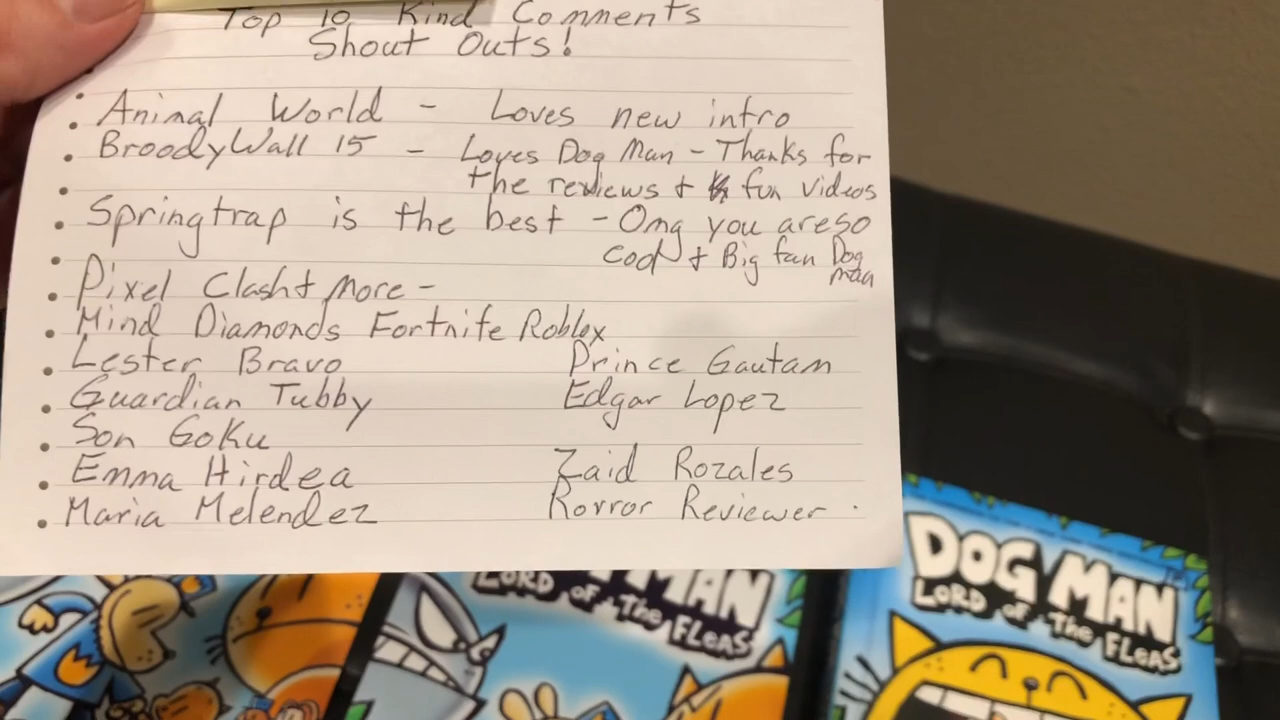 Top 10 Kind Comments
Shout Outs!
Animal World - Loves new intro
BroodyWall 15 - Loves Dog Man - Thanks for
the reviews + fun videos
Springtrap is the best - Omg you are so
cool + Big fan Dog
man
Pixel Clash + More -
Mind Diamonds Fortnite Roblox
Lester Bravo Prince Gautam
Guardian Tubby Edgar Lopez
Son Goku
Emma Hirdea Zaid Rozales
Maria Melendez Rorror Reviewer
MAN
LORD OF The FLEAS
DOG MAN
LORD OF The FLEAS